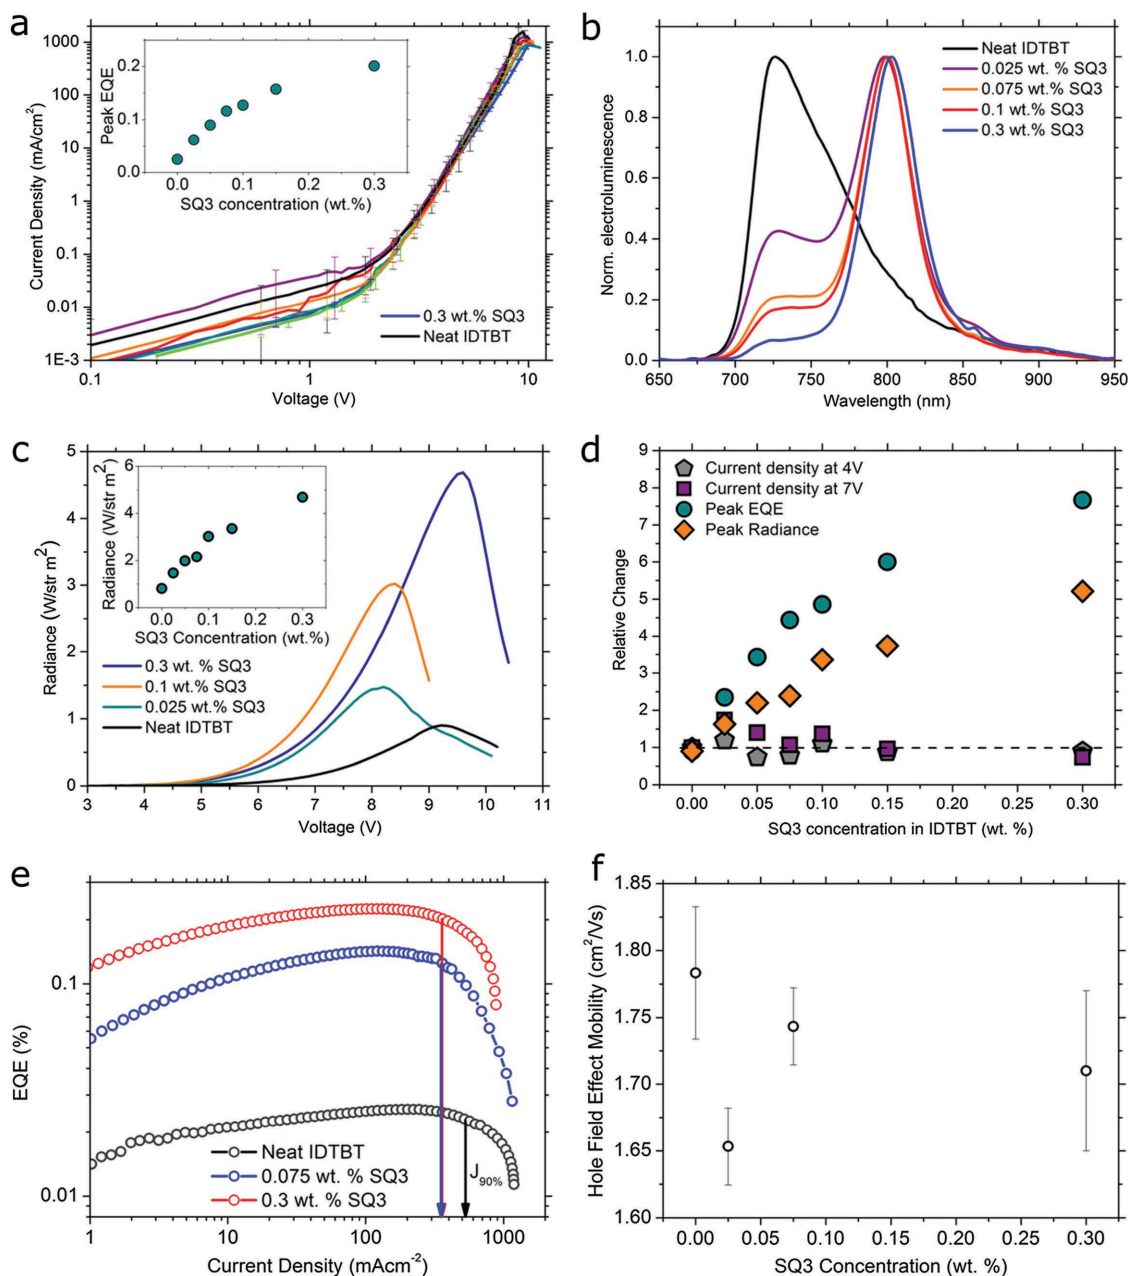 a
1000
100
10
1
0.1
0.01
1E-3
Current Density (mA/cm²)
0.2
0.1
0.0
Peak EQE
0.0 0.1 0.2 0.3
SQ3 concentration (wt.%)
0.3 wt.% SQ3
Neat IDTBT
0.1 1 10
Voltage (V)
b
1.0
0.8
0.6
0.4
0.2
0.0
Norm. electroluminescence
Neat IDTBT
0.025 wt. % SQ3
0.075 wt.% SQ3
0.1 wt.% SQ3
0.3 wt.% SQ3
650 700 750 800 850 900 950
Wavelength (nm)
c
5
4
3
2
1
0
Radiance (W/str m²)
6
4
2
0
Radiance (W/str m²)
0.0 0.1 0.2 0.3
SQ3 Concentration (wt.%)
0.3 wt. % SQ3
0.1 wt.% SQ3
0.025 wt.% SQ3
Neat IDTBT
3 4 5 6 7 8 9 10 11
Voltage (V)
d
9
8
7
6
5
4
3
2
1
0
Relative Change
Current density at 4V
Current density at 7V
Peak EQE
Peak Radiance
0.00 0.05 0.10 0.15 0.20 0.25 0.30
SQ3 concentration in IDTBT (wt. %)
e
0.1
0.01
EQE (%)
Neat IDTBT
0.075 wt. % SQ3
0.3 wt. % SQ3
J90%
1 10 100 1000
Current Density (mAcm-2)
f
1.85
1.80
1.75
1.70
1.65
1.60
Hole Field Effect Mobility (cm²/Vs)
0.00 0.05 0.10 0.15 0.20 0.25 0.30
SQ3 Concentration (wt. %)